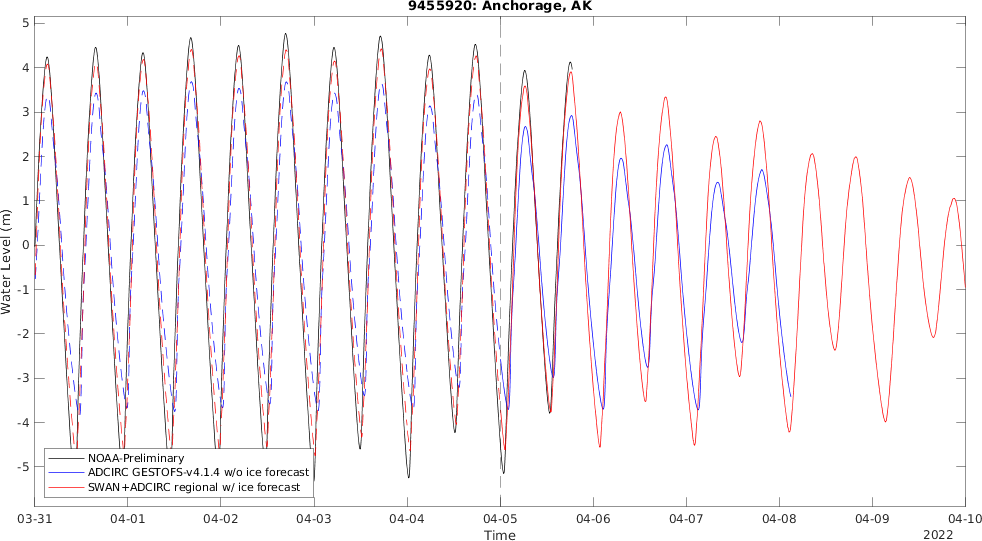 9455920: Anchorage, AK
5
4
3
2
1
0
-1
-2
-3
-4
-5
Water Level (m)
NOAA-Preliminary
ADCIRC GESTOFS-v4.1.4 w/o ice forecast
SWAN+ADCIRC regional w/ ice forecast
03-31 04-01 04-02 04-03 04-04 04-05 04-06 04-07 04-08 04-09 04-10
Time
2022